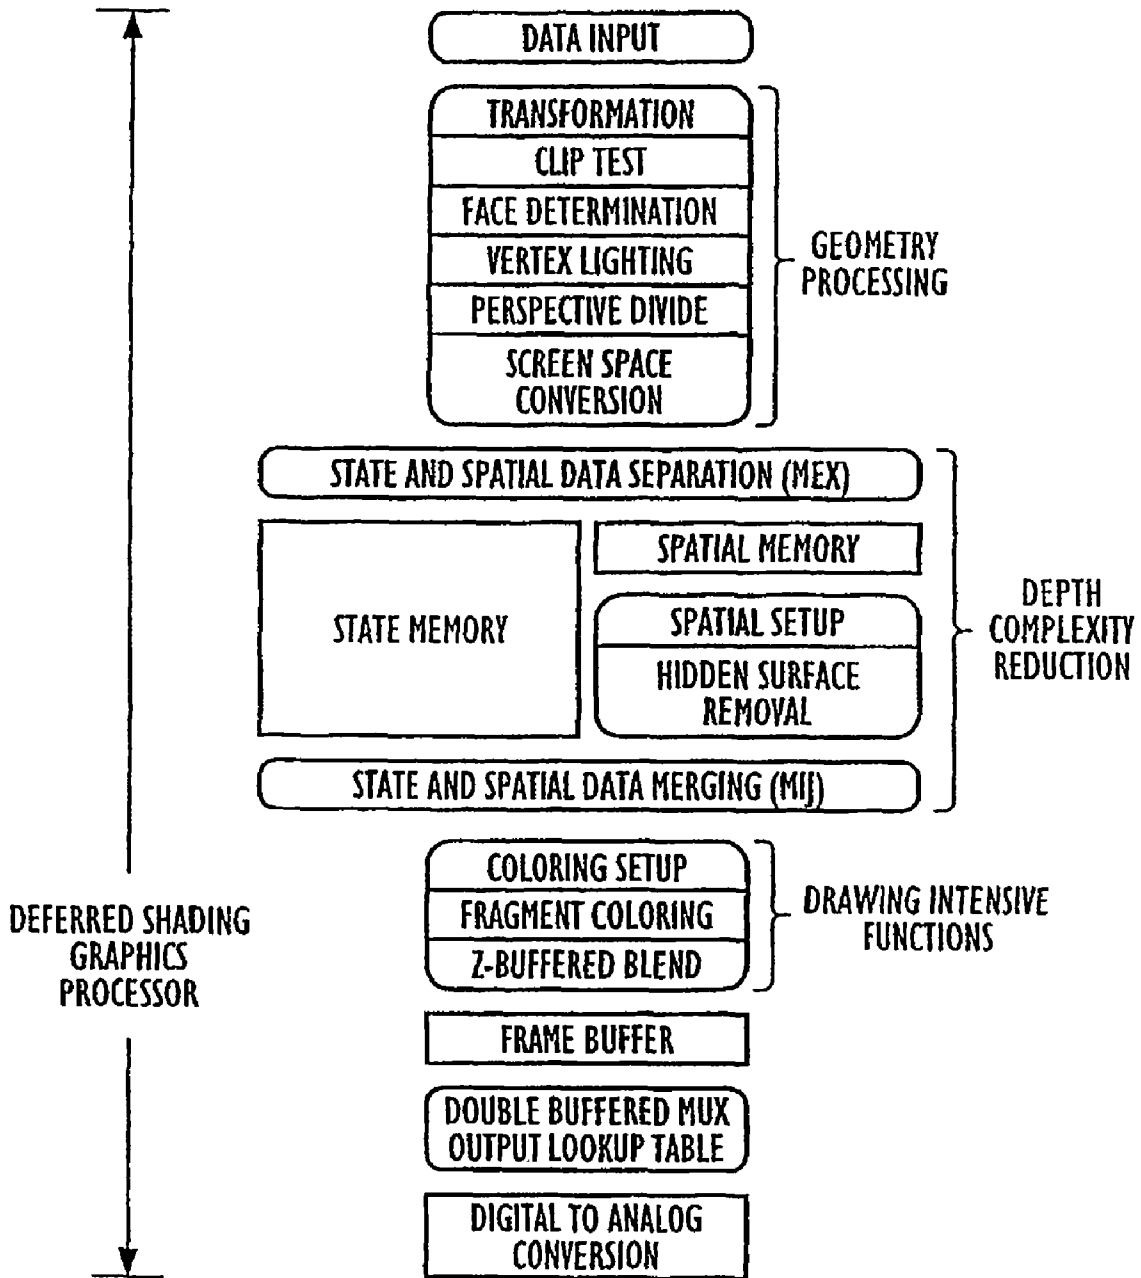 DATA INPUT
TRANSFORMATION
CLIP TEST
FACE DETERMINATION
VERTEX LIGHTING
PERSPECTIVE DIVIDE
SCREEN SPACE
CONVERSION
GEOMETRY
PROCESSING
STATE AND SPATIAL DATA SEPARATION (MEX)
STATE MEMORY
SPATIAL MEMORY
SPATIAL SETUP
HIDDEN SURFACE
REMOVAL
STATE AND SPATIAL DATA MERGING (MIJ)
DEPTH
COMPLEXITY
REDUCTION
COLORING SETUP
FRAGMENT COLORING
Z-BUFFERED BLEND
DRAWING INTENSIVE
FUNCTIONS
DEFERRED SHADING
GRAPHICS
PROCESSOR
FRAME BUFFER
DOUBLE BUFFERED MUX
OUTPUT LOOKUP TABLE
DIGITAL TO ANALOG
CONVERSION